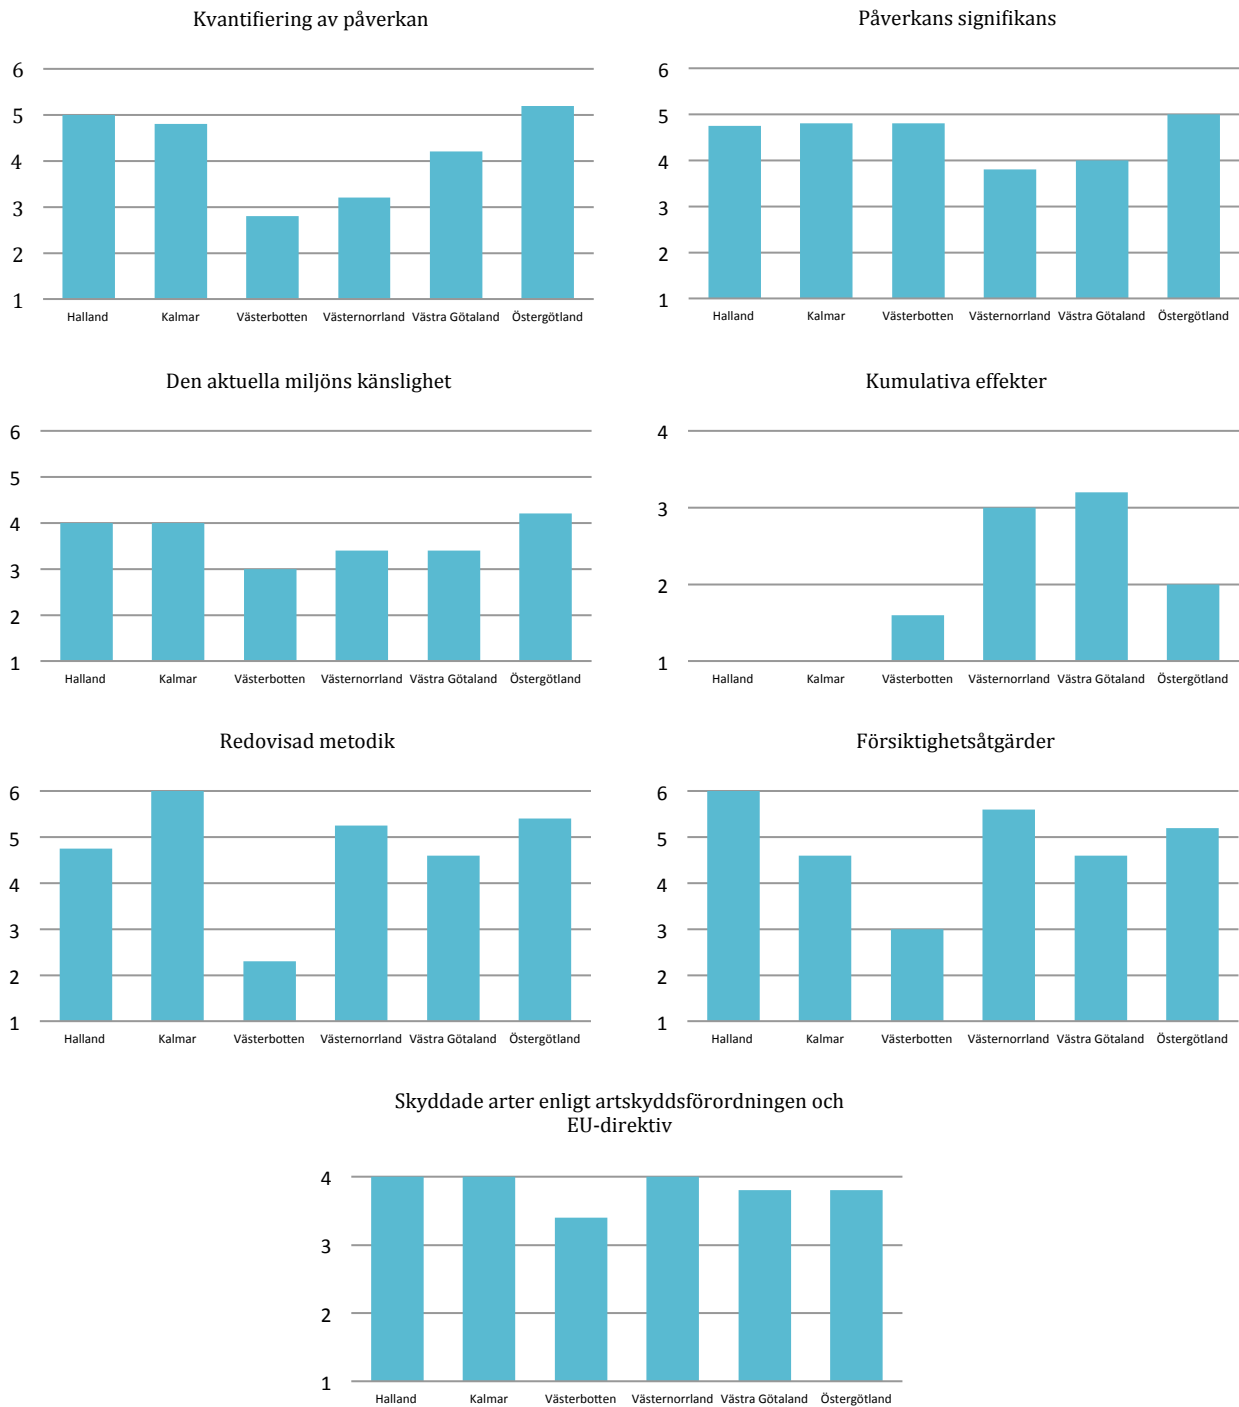 Kvantifiering av påverkan
6
5
4
3
2
1
Halland Kalmar Västerbotten Västernorrland Västra Götaland Östergötland
Påverkans signifikans
6
5
4
3
2
1
Halland Kalmar Västerbotten Västernorrland Västra Götaland Östergötland
Den aktuella miljöns känslighet
6
5
4
3
2
1
Halland Kalmar Västerbotten Västernorrland Västra Götaland Östergötland
Kumulativa effekter
4
3
2
1
Halland Kalmar Västerbotten Västernorrland Västra Götaland Östergötland
Redovisad metodik
6
5
4
3
2
1
Halland Kalmar Västerbotten Västernorrland Västra Götaland Östergötland
Försiktighetsåtgärder
6
5
4
3
2
1
Halland Kalmar Västerbotten Västernorrland Västra Götaland Östergötland
Skyddade arter enligt artskyddsförordningen och
EU-direktiv
4
3
2
1
Halland Kalmar Västerbotten Västernorrland Västra Götaland Östergötland